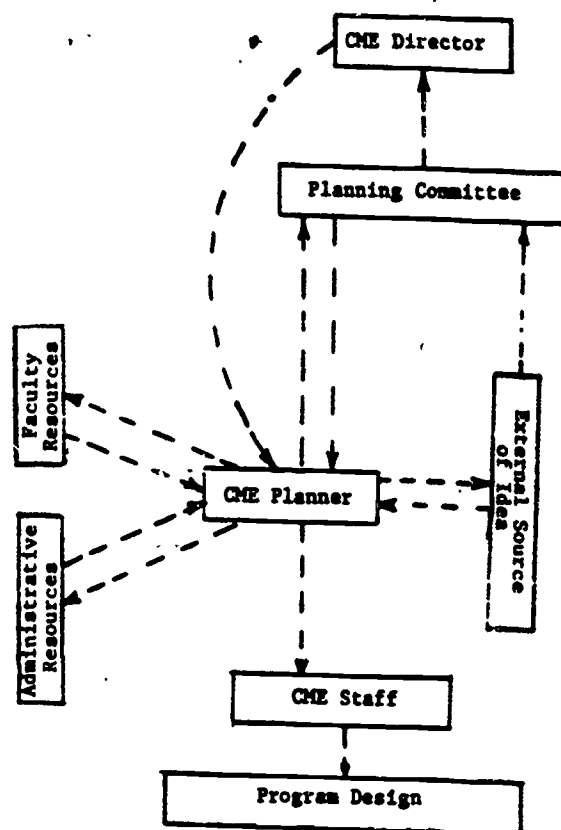 CME Director
Planning Committee
Faculty
Resources
External Source
of Idea
CME Planner
Administrative
Resources
CME Staff
Program Design